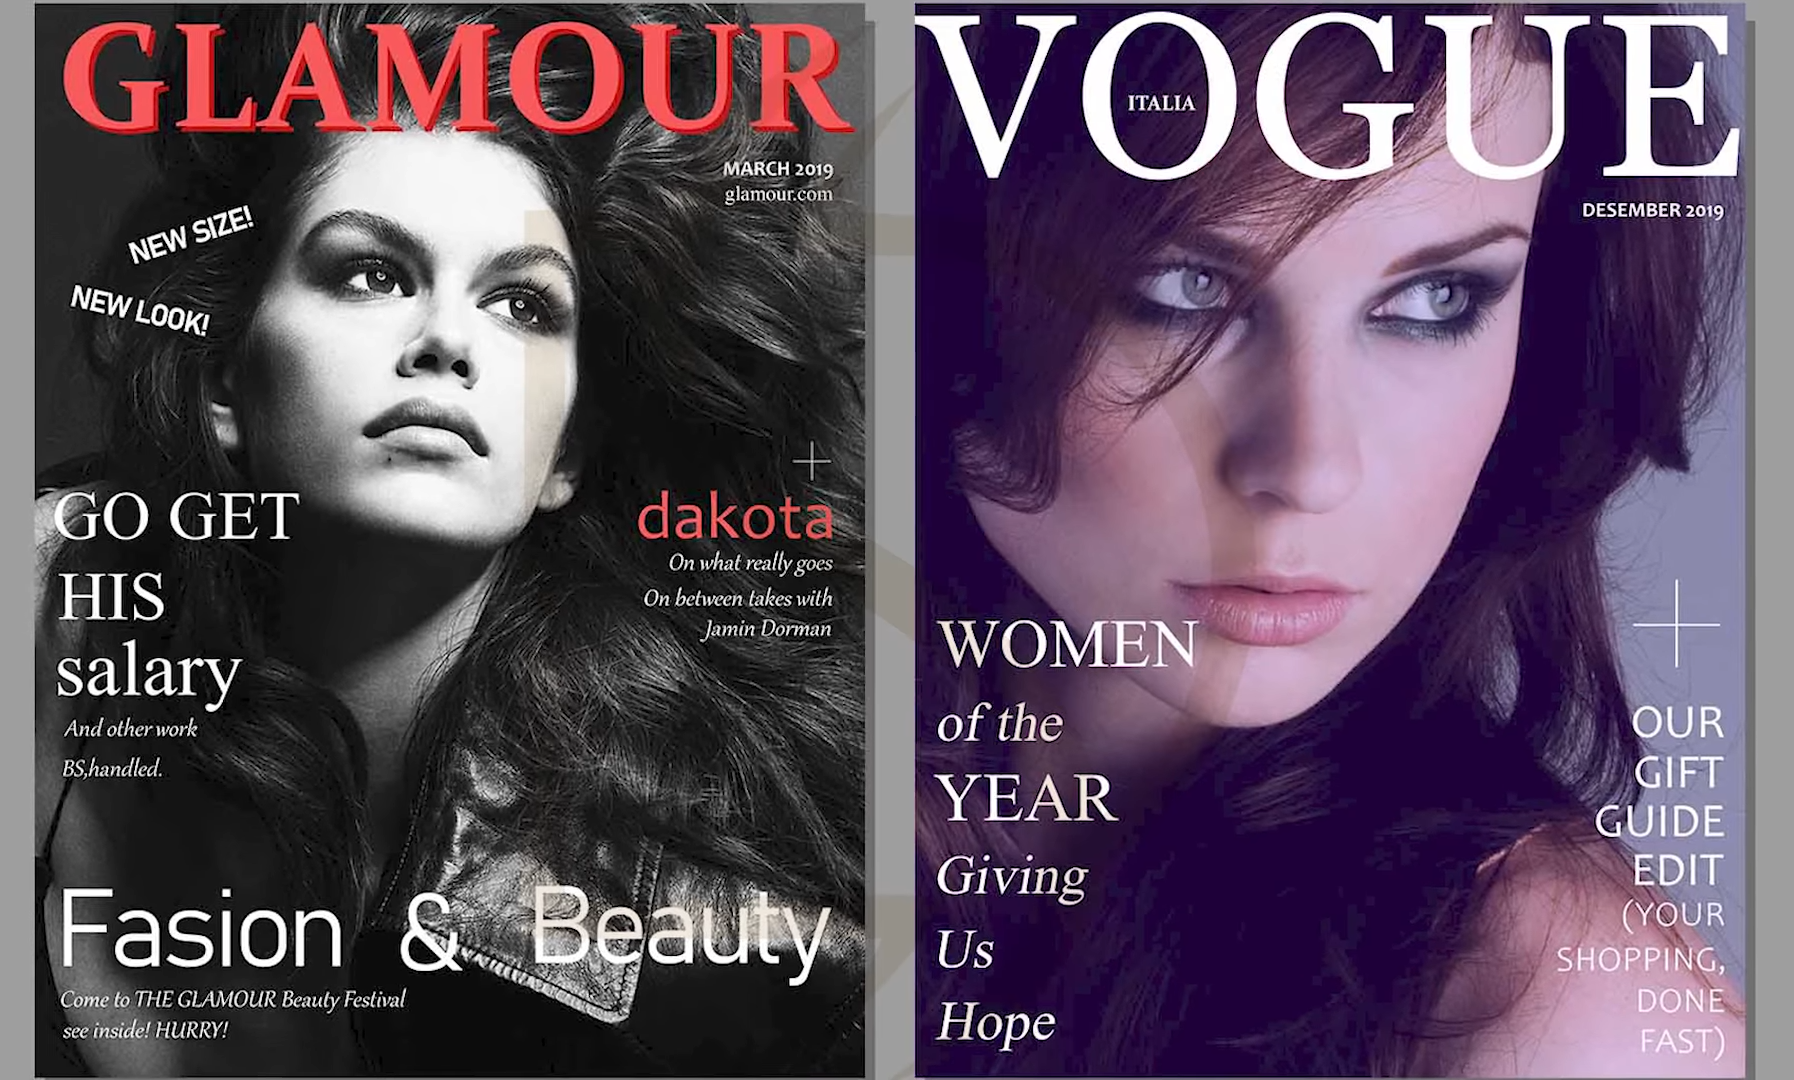 GLAMOUR
MARCH 2019
glamour.com
NEW SIZE!
NEW LOOK!
GO GET
HIS
salary
And other work
BS,handled.
dakota
On what really goes
On between takes with
Jamin Dorman
Fasion & Beauty
Come to THE GLAMOUR Beauty Festival
see inside! HURRY!
VOGUE
ITALIA
DESEMBER 2019
WOMEN
of the
YEAR
Giving
Us
Hope
OUR
GIFT
GUIDE
EDIT
(YOUR
SHOPPING,
DONE
FAST)